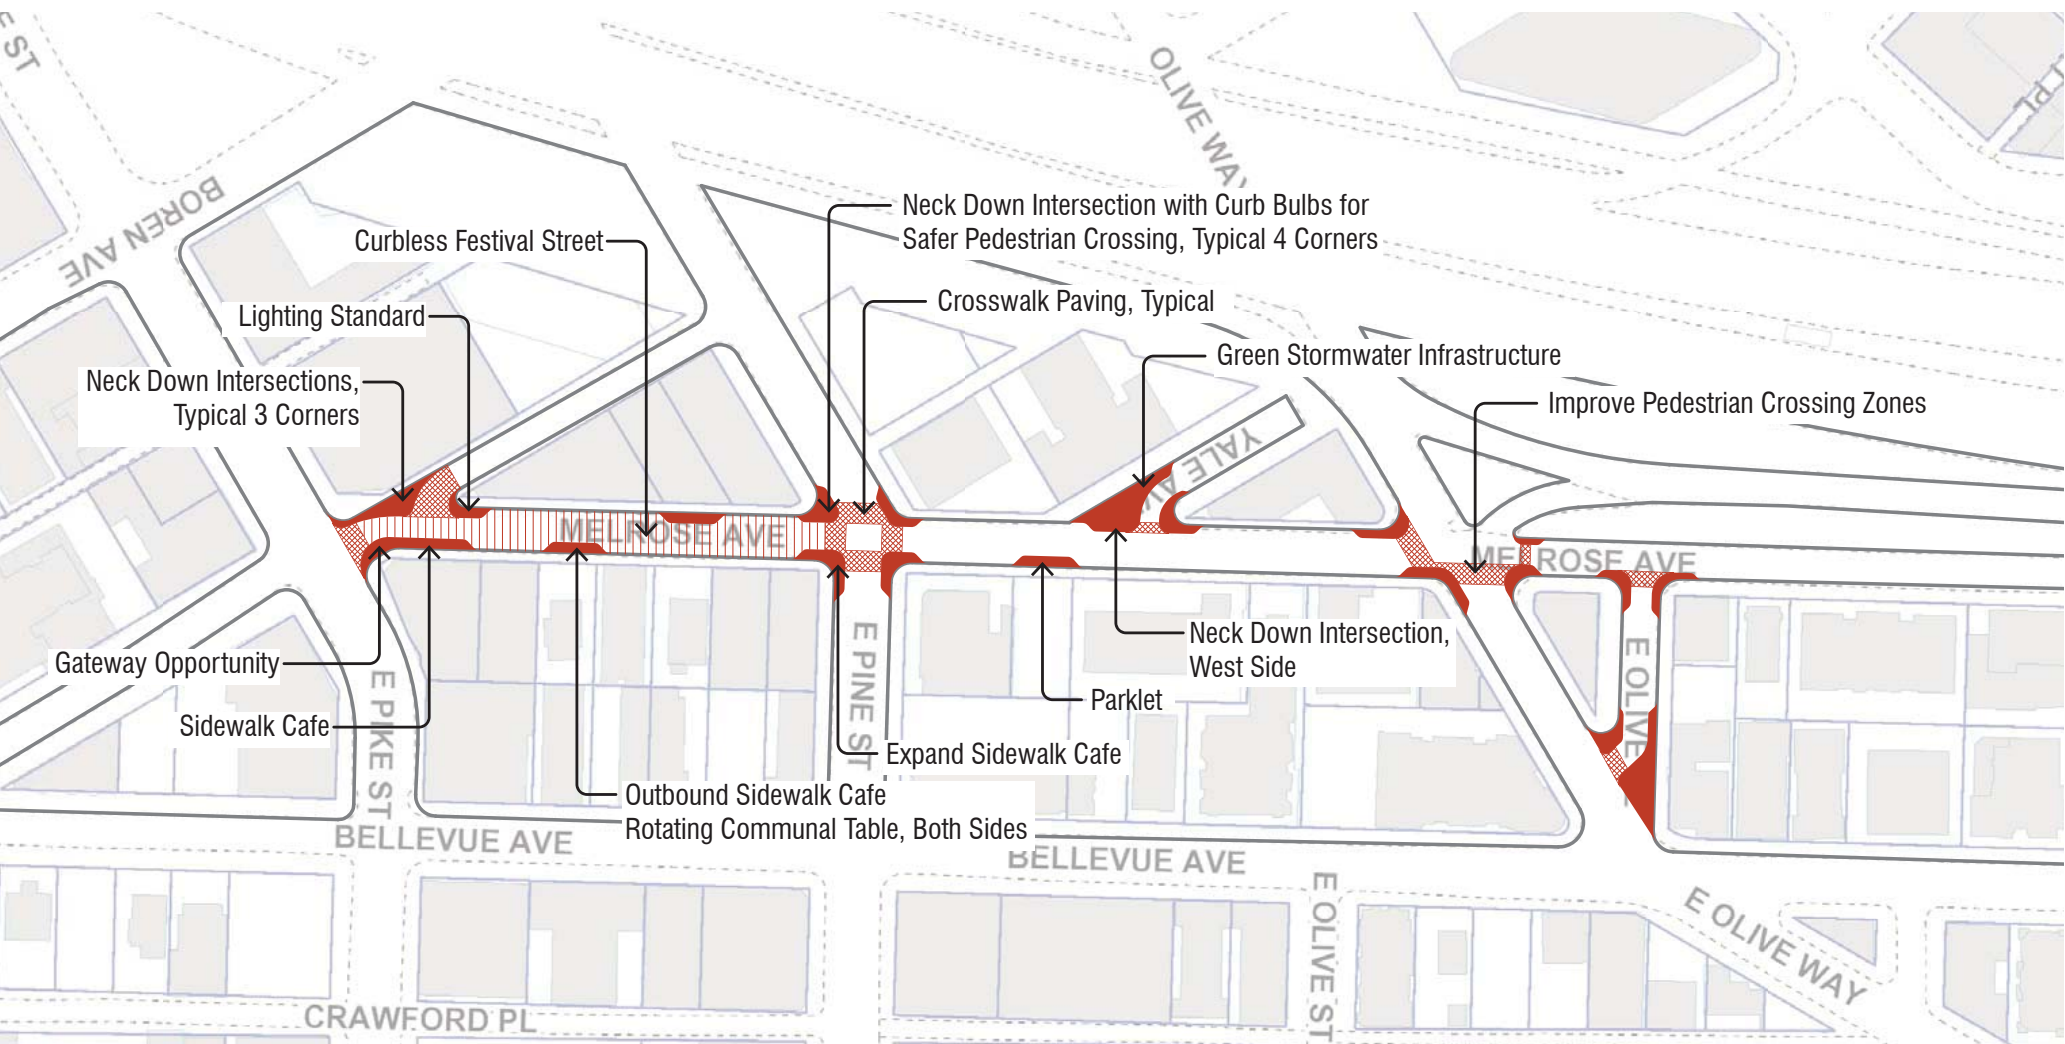 E ST
OLIVE WAY
PL
BOREN AVE
Neck Down Intersection with Curb Bulbs for
Safer Pedestrian Crossing, Typical 4 Corners
Curbless Festival Street
Crosswalk Paving, Typical
Lighting Standard
Green Stormwater Infrastructure
Neck Down Intersections,
Typical 3 Corners
Improve Pedestrian Crossing Zones
YALE
AV
MELROSE AVE
MELROSE AVE
Neck Down Intersection,
West Side
Gateway Opportunity
E PIKE ST
E PINE ST
E OLIVE
Parklet
Sidewalk Cafe
Expand Sidewalk Cafe
Outbound Sidewalk Cafe
Rotating Communal Table, Both Sides
BELLEVUE AVE
BELLEVUE AVE
E OLIVE ST
E OLIVE WAY
CRAWFORD PL